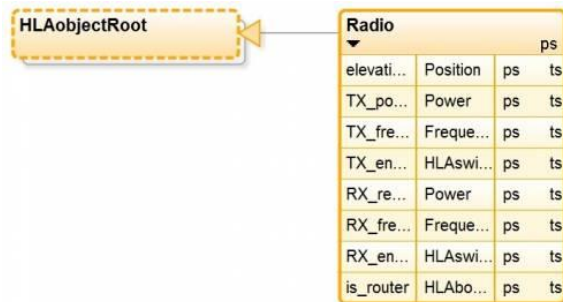 HLAobjectRoot
Radio
ps
elevati... Position ps ts
TX_po... Power ps ts
TX_fre... Freque... ps ts
TX_en... HLAswi... ps ts
RX_re... Power ps ts
RX_fre... Freque... ps ts
RX_en... HLAswi... ps ts
is_router HLAbo... ps ts